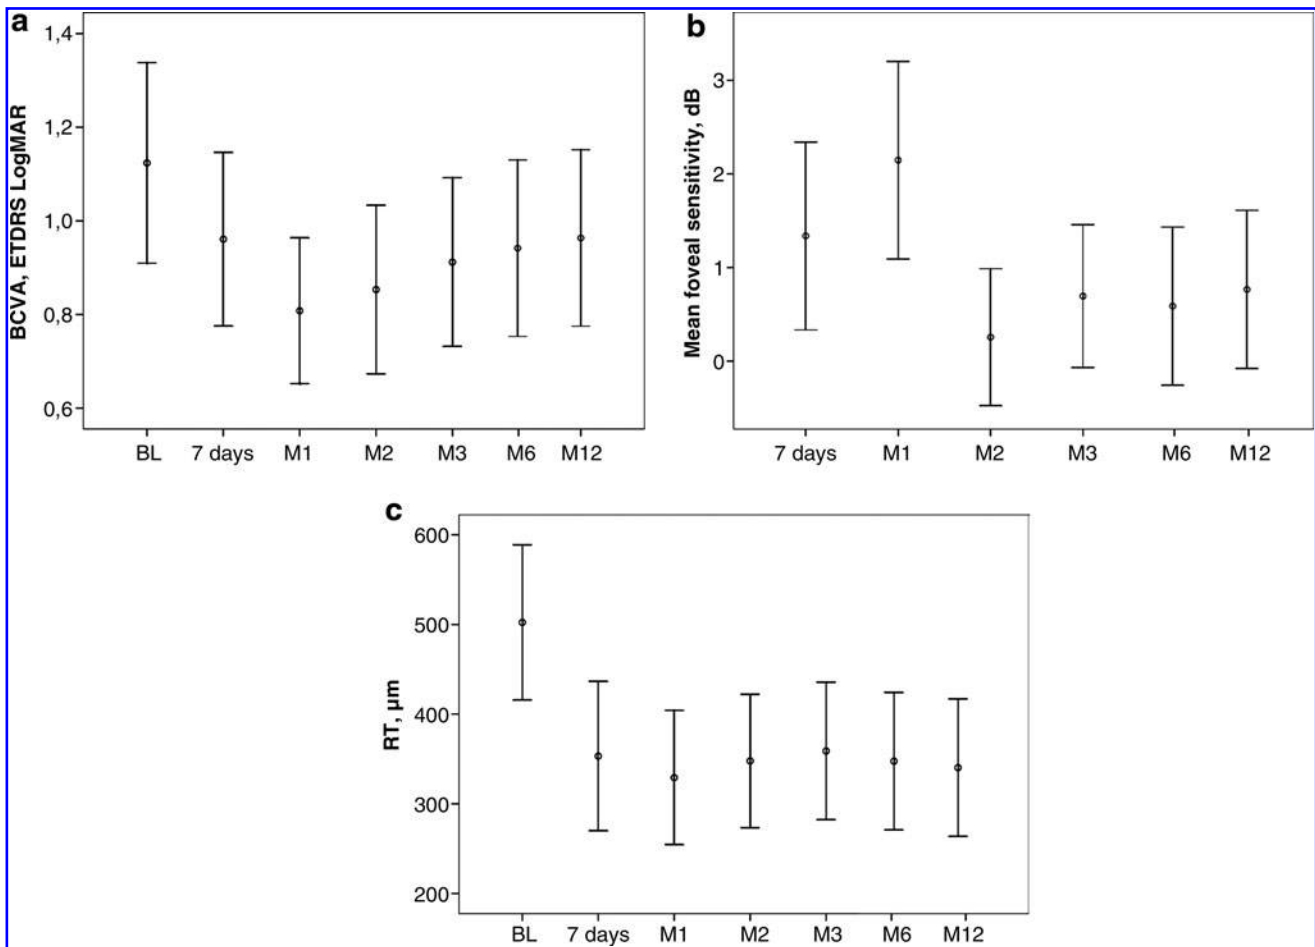 a
BCVA, ETDRS LogMAR
1,4
1,2
1,0
0,8
0,6
BL 7 days M1 M2 M3 M6 M12
b
Mean foveal sensitivity, dB
3
2
1
0
7 days M1 M2 M3 M6 M12
c
RT, µm
600
500
400
300
200
BL 7 days M1 M2 M3 M6 M12